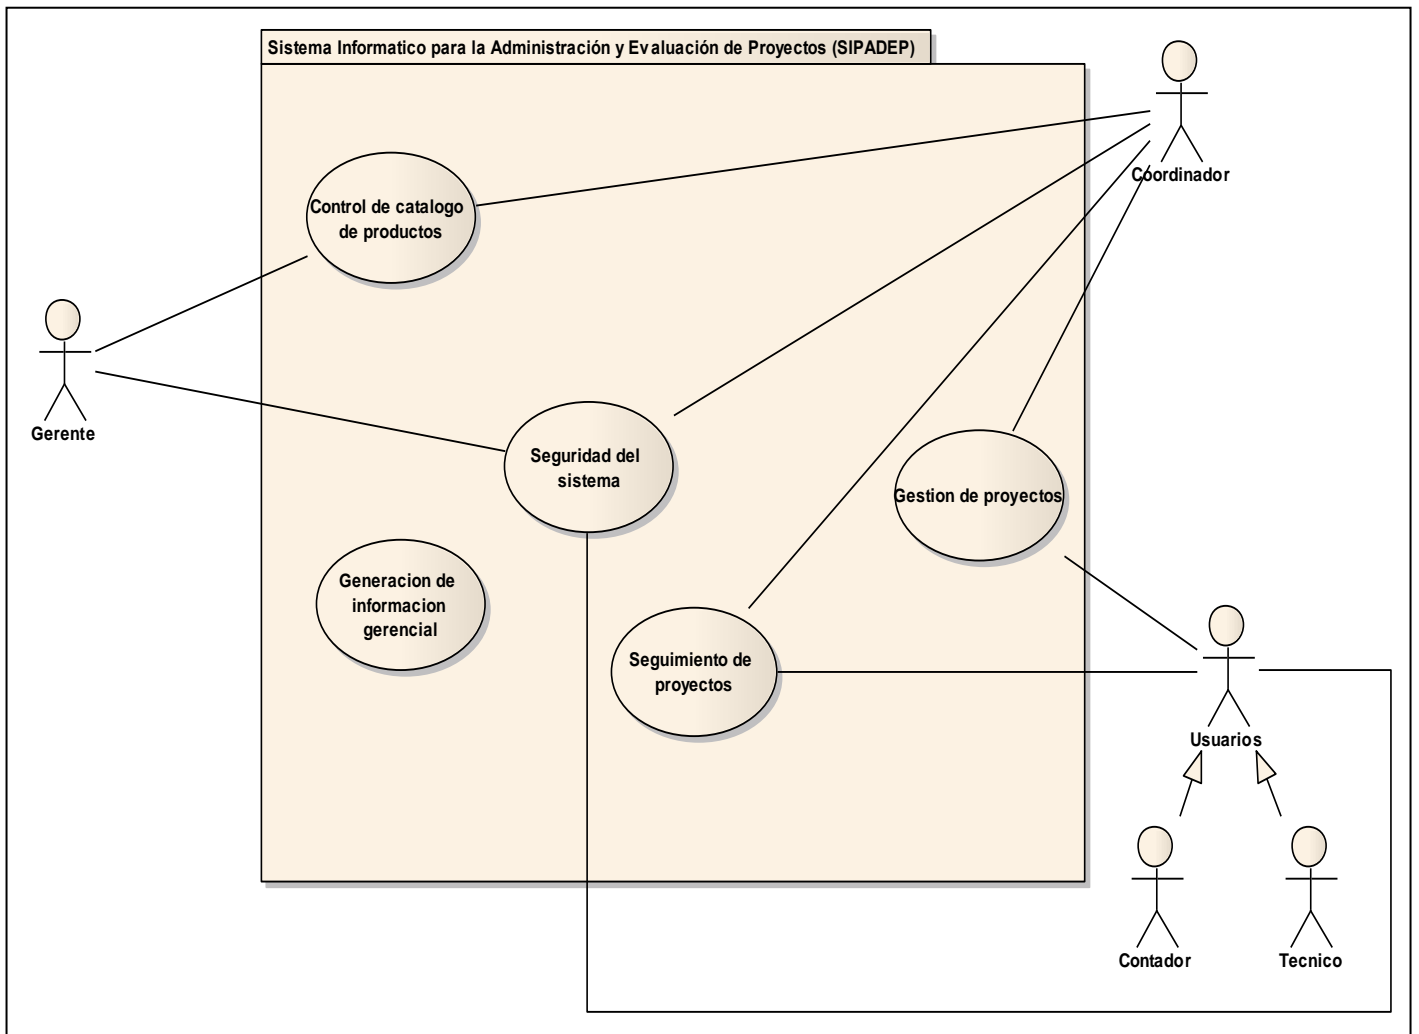 Sistema Informatico para la Administración y Evaluación de Proyectos (SIPADEP)
Coordinador
Control de catalogo
de productos
Gerente
Seguridad del
sistema
Gestion de proyectos
Generacion de
informacion
gerencial
Seguimiento de
proyectos
Usuarios
Contador
Tecnico